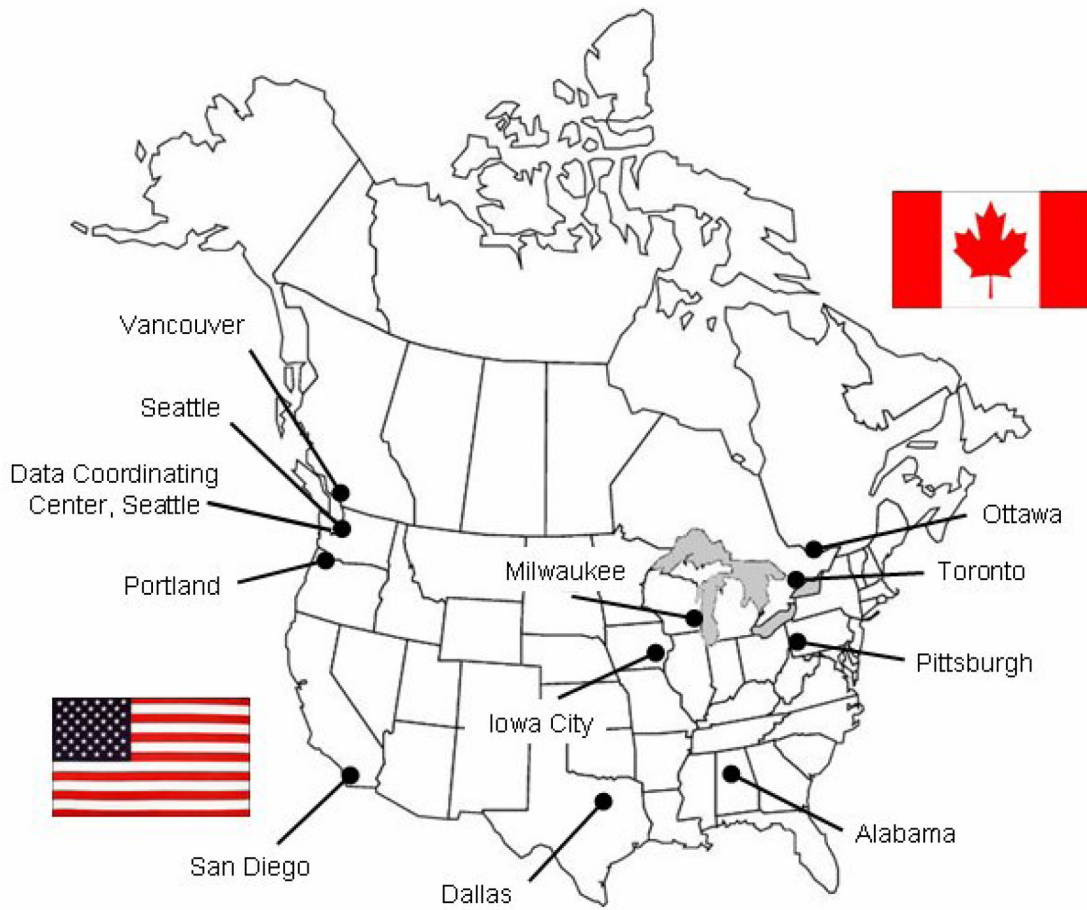 Vancouver
Seattle
Data Coordinating
Center, Seattle
Portland
Milwaukee
Ottawa
Toronto
Pittsburgh
Iowa City
Alabama
San Diego
Dallas